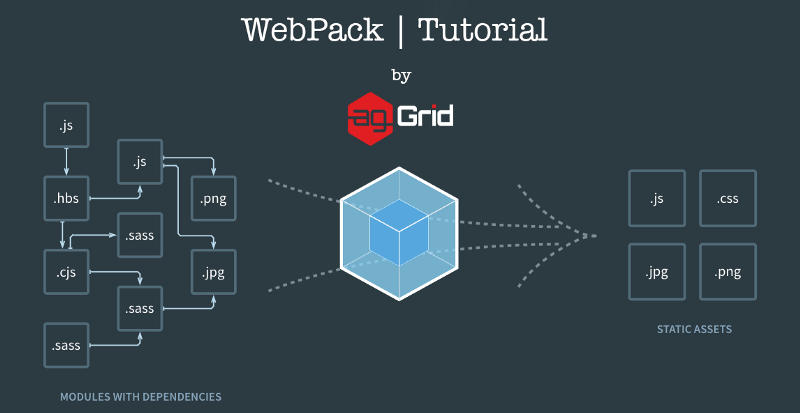 WebPack | Tutorial
by
ag Grid
.js
.js
.hbs
.png
.sass
.cjs
.jpg
.sass
.sass
MODULES WITH DEPENDENCIES
.js .css
.jpg .png
STATIC ASSETS